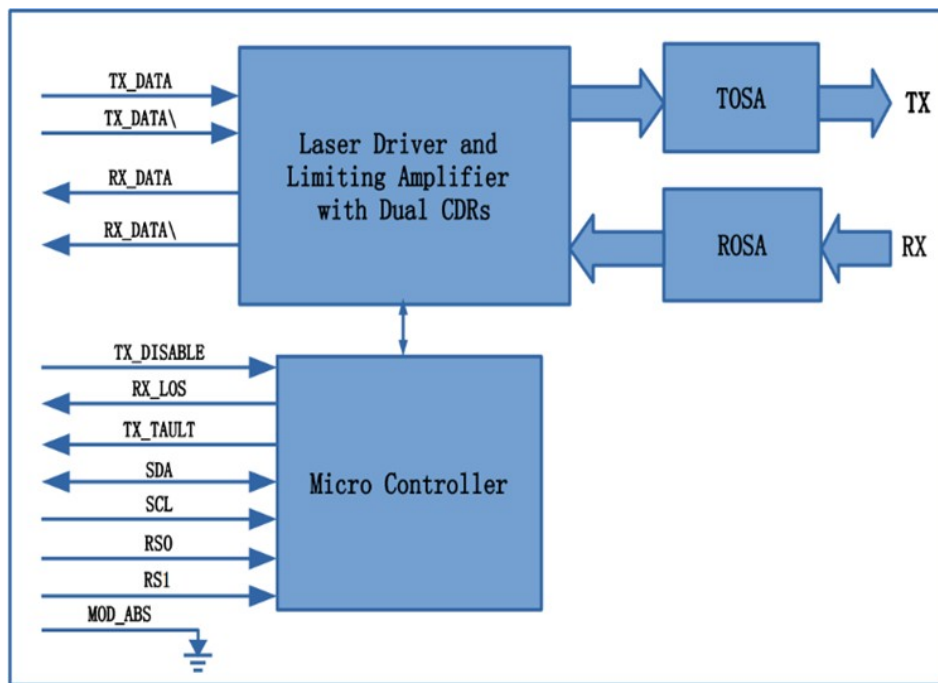 TX_DATA
TX_DATA\
RX_DATA
RX_DATA\
Laser Driver and
Limiting Amplifier
with Dual CDRs
TOSA
TX
ROSA
RX
TX_DISABLE
RX_LOS
TX_TAULT
SDA
SCL
RS0
RS1
MOD_ABS
Micro Controller